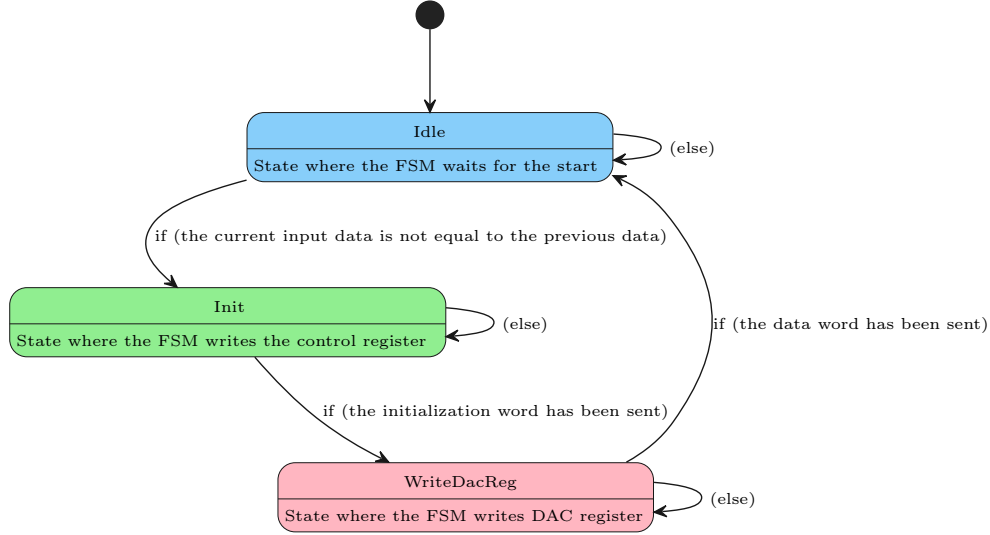 Idle
State where the FSM waits for the start
(else)
if (the current input data is not equal to the previous data)
Init
State where the FSM writes the control register
(else)
if (the data word has been sent)
if (the initialization word has been sent)
WriteDacReg
State where the FSM writes DAC register
(else)